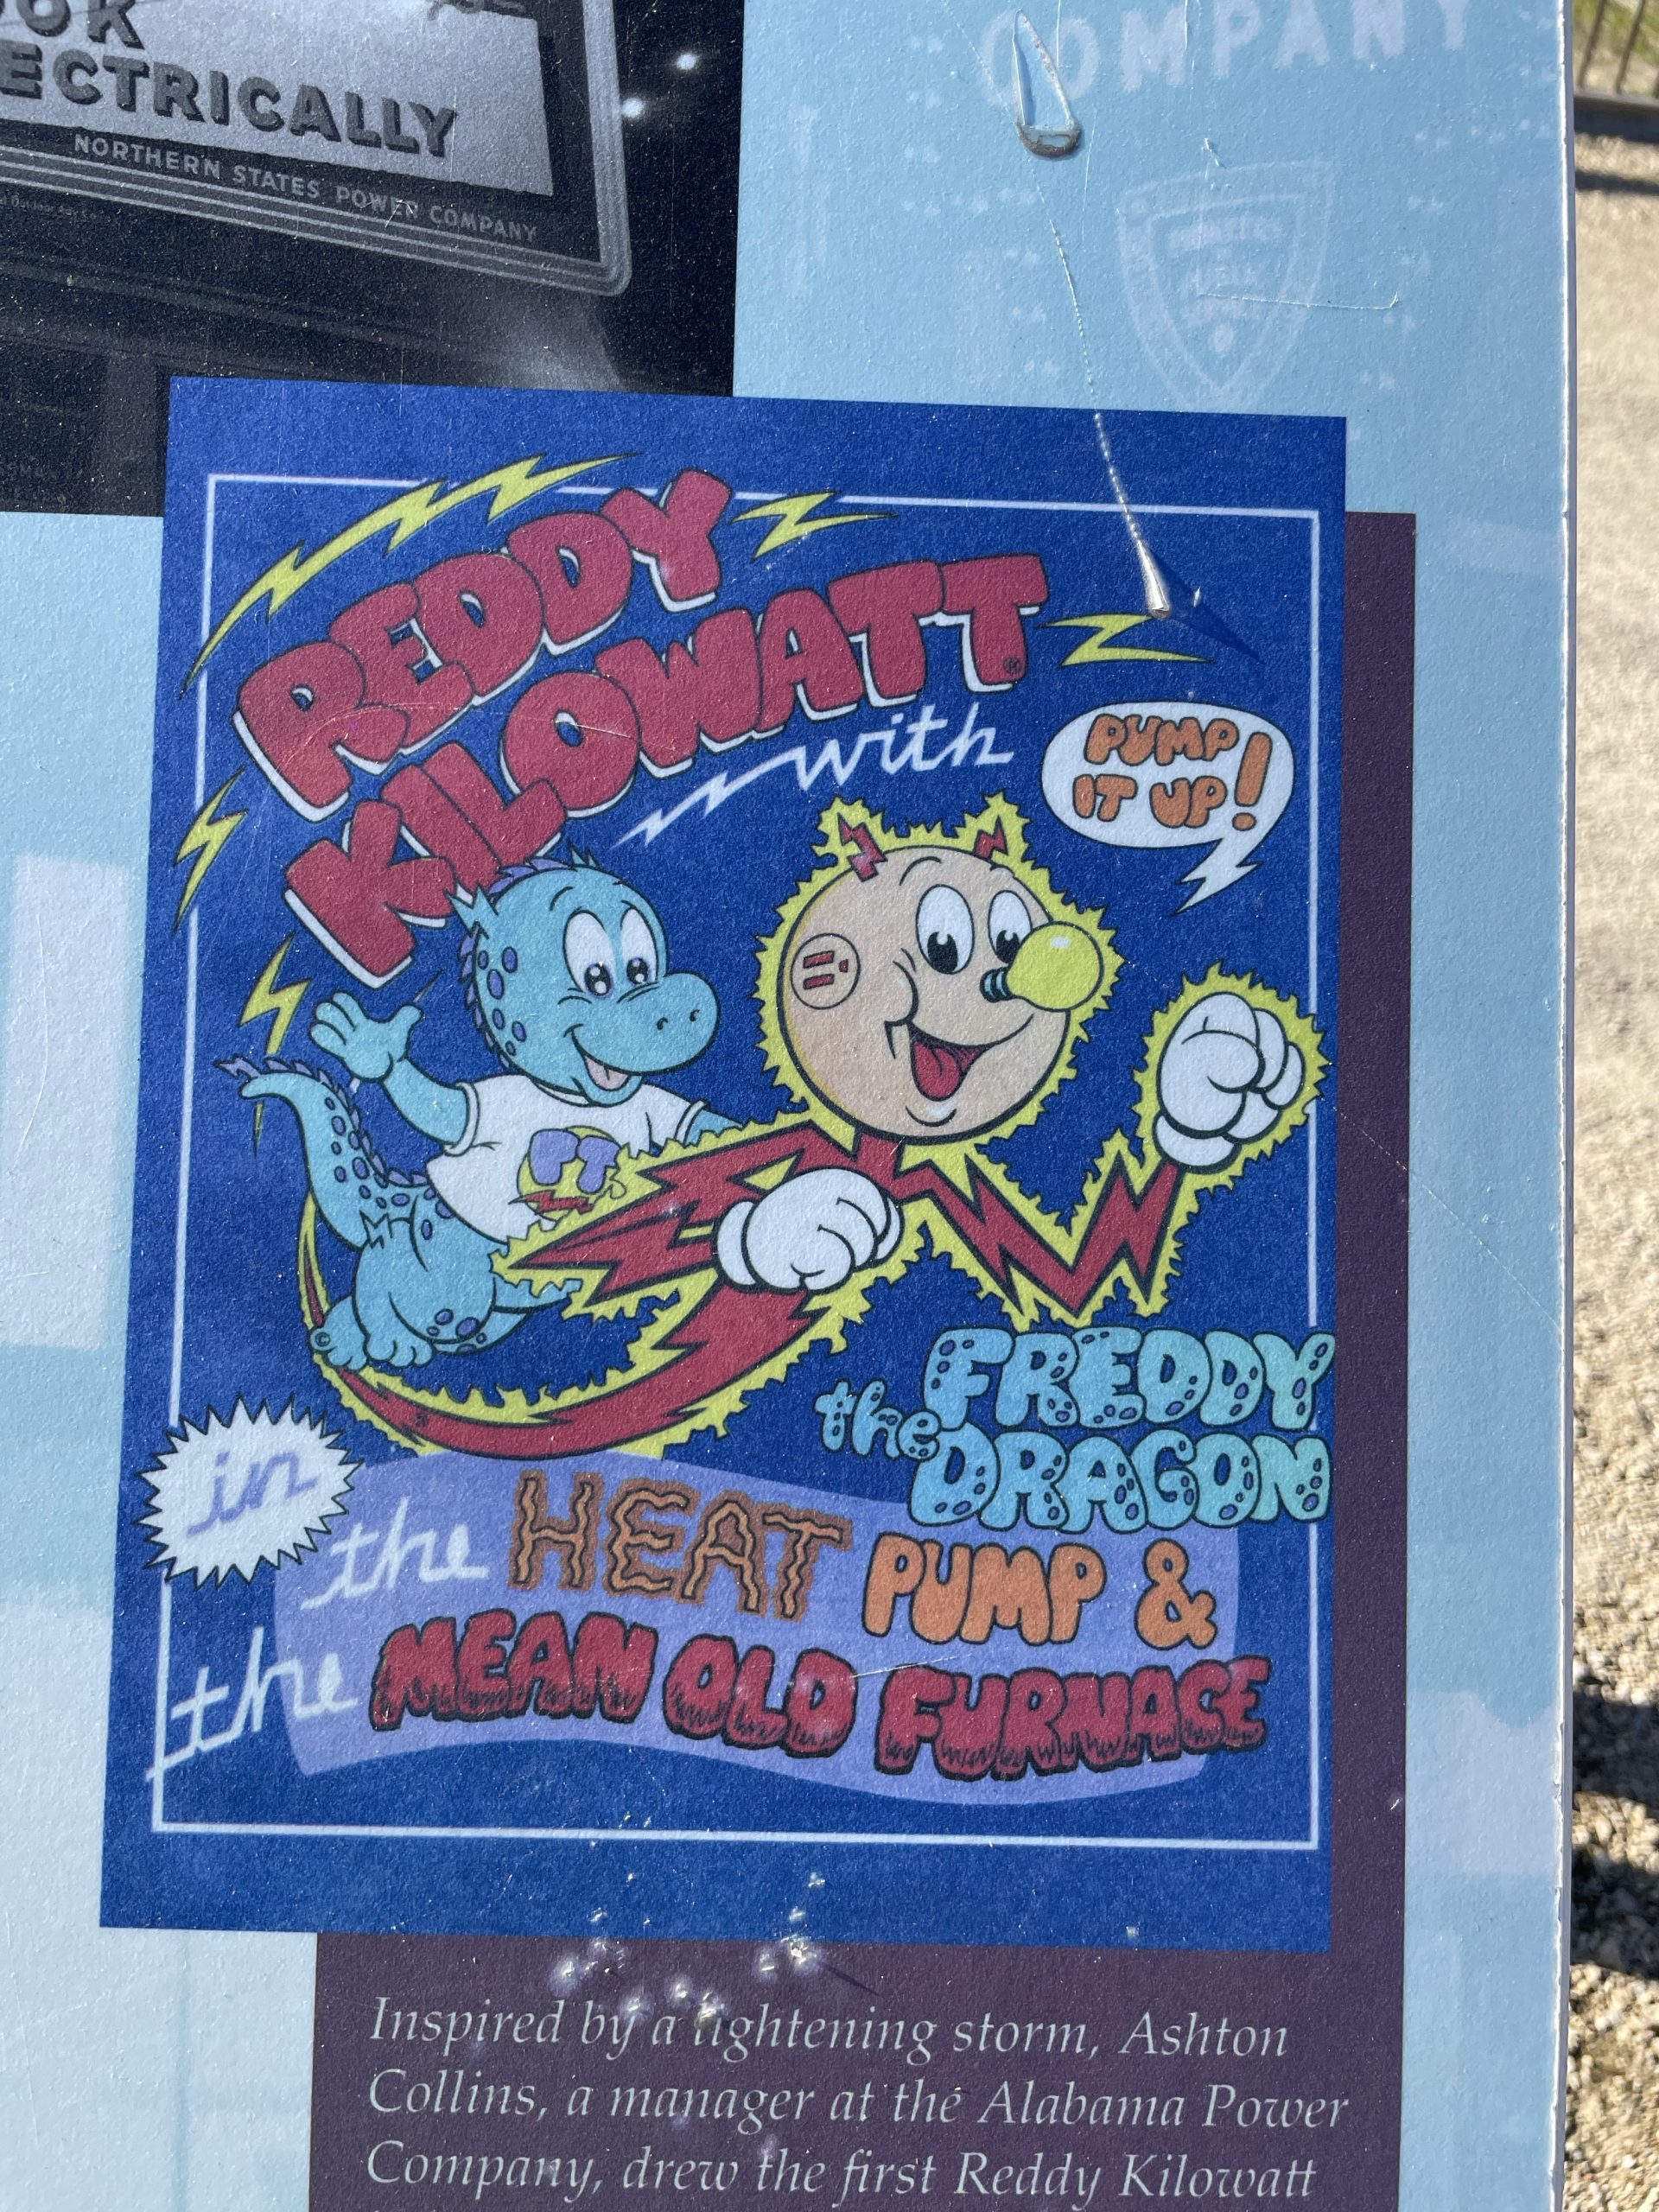 ECTRICALLY
NORTHERN STATES POWER COMPANY
COMPANY
REDDY
KILOWATT®
with
PUMP
IT UP!
FT
FREDDY
the DRAGON
in
the HEAT PUMP &
the MEAN OLD FURNACE
Inspired by a lightening storm, Ashton
Collins, a manager at the Alabama Power
Company, drew the first Reddy Kilowatt